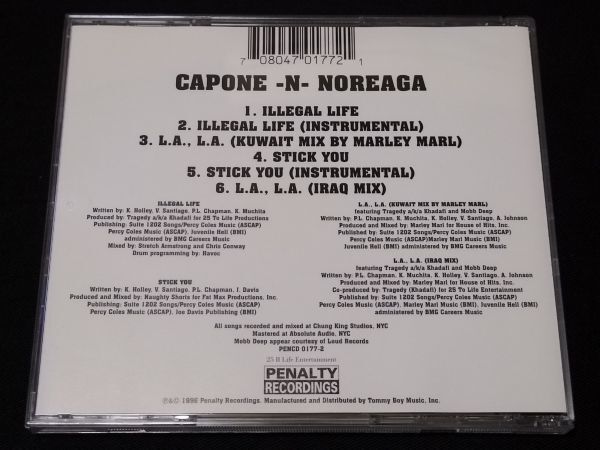 7 08047 01772 1
CAPONE -N- NOREAGA
1. ILLEGAL LIFE
2. ILLEGAL LIFE (INSTRUMENTAL)
3. L.A., L.A. (KUWAIT MIX BY MARLEY MARL)
4. STICK YOU
5. STICK YOU (INSTRUMENTAL)
6. L.A., L.A. (IRAQ MIX)
ILLEGAL LIFE
Written by: K. Holley, V. Santiago, P.L. Chapman, K. Muchita
Produced by: Tragedy a/k/a Khadafi for 25 To Life Productions
Publishing: Suite 1202 Songs/Percy Coles Music (ASCAP)
Percy Coles Music (ASCAP), Juvenile Hell (BMI)
administered by BMG Careers Music
Mixed by: Stretch Armstrong and Chris Conway
Drum programming by: Havoc
STICK YOU
Written by: K. Holley, V. Santiago, P.L. Chapman, I. Davis
Produced and Mixed by: Naughty Shorts for Fat Max Productions, Inc.
Publishing: Suite 1202 Songs/Percy Coles Music (ASCAP)
Percy Coles Music (ASCAP), Joe Davis Publishing (BMI)
L.A., L.A. (KUWAIT MIX BY MARLEY MARL)
featuring Tragedy a/k/a Khadafi and Mobb Deep
Written by: P.L. Chapman, K. Muchita, K. Holley, V. Santiago, A. Johnson
Produced and Mixed by: Marley Marl for House of Hits, Inc.
Published by: Suite 1202 Songs/Percy Coles Music (ASCAP)
Percy Coles Music (ASCAP)Marley Marl Music (BMI)
Juvenile Hell (BMI) administered by BMG Careers Music
L.A., L.A. (IRAQ MIX)
featuring Tragedy a/k/a Khadafi and Mobb Deep
Written by: P.L. Chapman, K. Muchita, K. Holley, V. Santiago, A. Johnson
Produced and Mixed by: Marley Marl for House of Hits, Inc.
Co-produced by: Tragedy (Khadafi) for 25 To Life Entertainment
Published by: Suite 1202 Songs/Percy Coles Music (ASCAP)
Percy Coles Music (ASCAP), Marley Marl Music (BMI), Juvenile Hell (BMI)
administered by BMG Careers Music
All songs recorded and mixed at Chung King Studios, NYC
Mastered at Absolute Audio, NYC
Mobb Deep appear courtesy of Loud Records
PENCD 0177-2
25 II Life Entertainment
PENALTY
RECORDINGS
℗&© 1996 Penalty Recordings. Manufactured and Distributed by Tommy Boy Music, Inc.